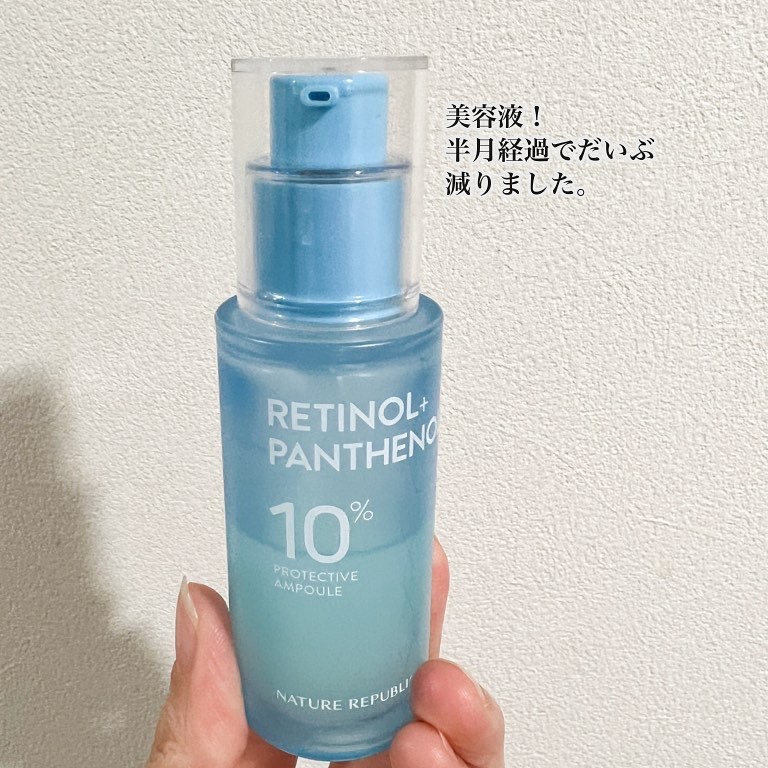 美容液！
半月経過でだいぶ
減りました。
RETINOL+
PANTHENO
10%
PROTECTIVE
AMPOULE
NATURE REPUBLI